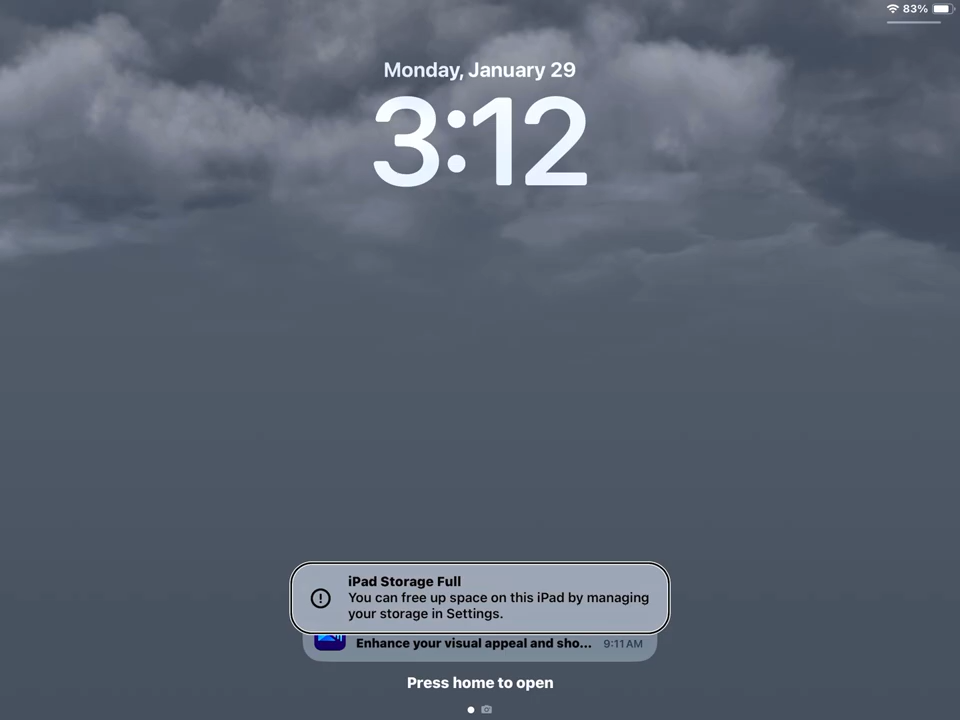 83%
Monday, January 29
3:12
iPad Storage Full
You can free up space on this iPad by managing
your storage in Settings.
Enhance your visual appeal and sho... 9:11 AM
Press home to open